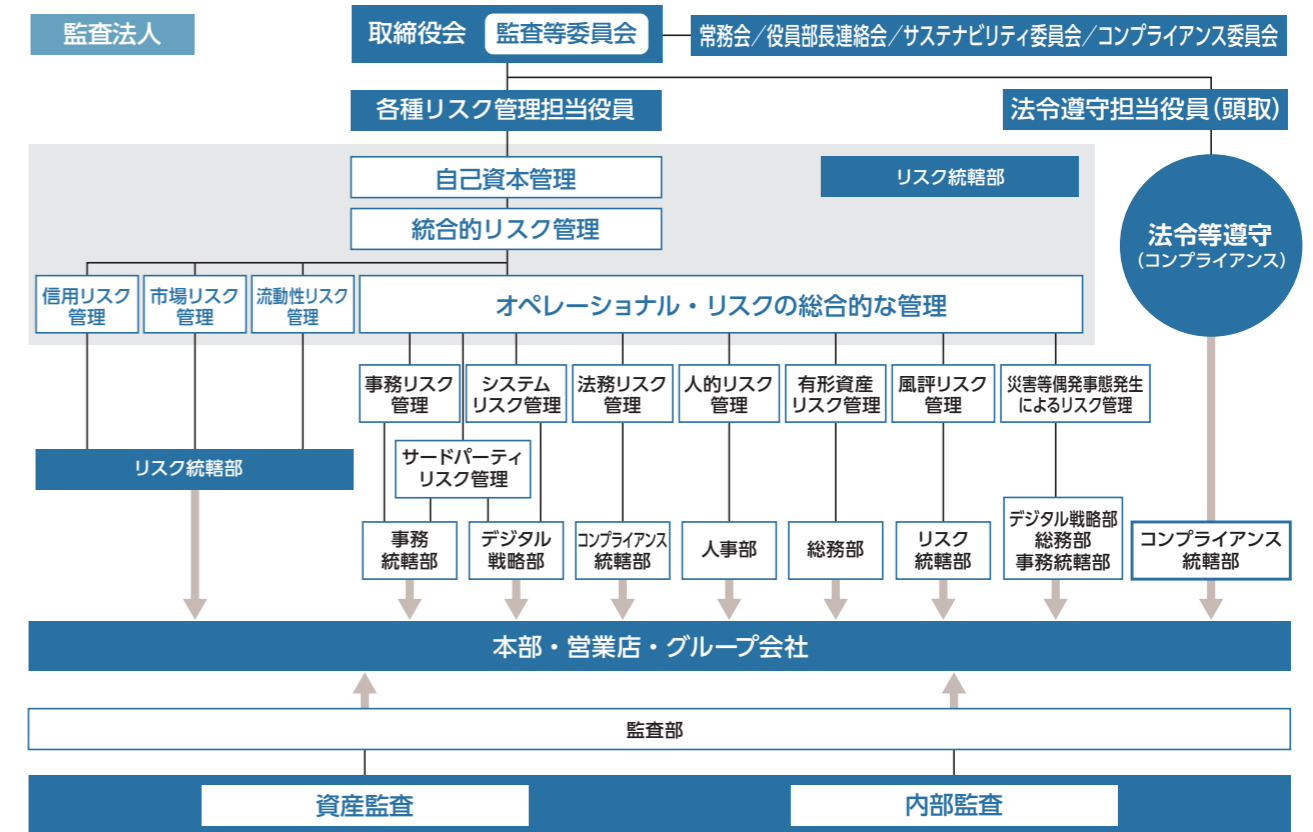 監査法人
取締役会 監査等委員会
常務会／役員部長連絡会／サステナビリティ委員会／コンプライアンス委員会
各種リスク管理担当役員
法令遵守担当役員（頭取）
自己資本管理
リスク統轄部
統合的リスク管理
法令等遵守
（コンプライアンス）
信用リスク
管理
市場リスク
管理
流動性リスク
管理
オペレーショナル・リスクの総合的な管理
事務リスク
管理
システム
リスク管理
法務リスク
管理
人的リスク
管理
有形資産
リスク管理
風評リスク
管理
災害等偶発事態発生
によるリスク管理
サードパーティ
リスク管理
リスク統轄部
事務
統轄部
デジタル
戦略部
コンプライアンス
統轄部
人事部
総務部
リスク
統轄部
デジタル戦略部
総務部
事務統轄部
コンプライアンス
統轄部
本部・営業店・グループ会社
監査部
資産監査
内部監査